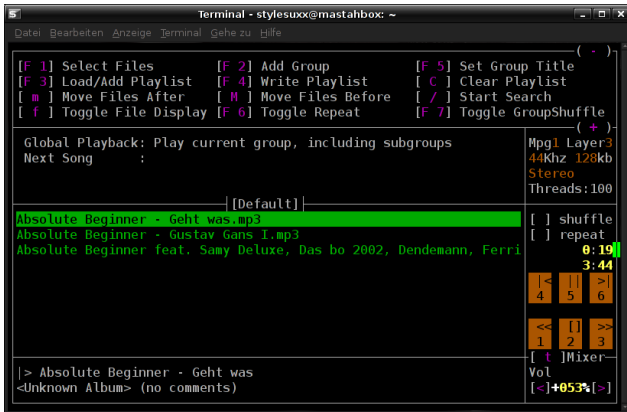 Terminal - stylesuxx@mastahbox: ~
Datei Bearbeiten Anzeige Terminal Gehe zu Hilfe
( - )
[F 1] Select Files [F 2] Add Group [F 5] Set Group Title
[F 3] Load/Add Playlist [F 4] Write Playlist [ C ] Clear Playlist
[ m ] Move Files After [ M ] Move Files Before [ / ] Start Search
[ f ] Toggle File Display [F 6] Toggle Repeat [F 7] Toggle GroupShuffle
( + )
Global Playback: Play current group, including subgroups
Next Song :
Mpg1 Layer3
44Khz 128kb
Stereo
Threads:100
[Default]
Absolute Beginner - Geht was.mp3
Absolute Beginner - Gustav Gans I.mp3
Absolute Beginner feat. Samy Deluxe, Das bo 2002, Dendemann, Ferri
[ ] shuffle
[ ] repeat
0:19
3:44
|< || >|
4 5 6
<< [] >>
1 2 3
[ t ]Mixer
Vol
[<]+053%[>]
|> Absolute Beginner - Geht was
<Unknown Album> (no comments)